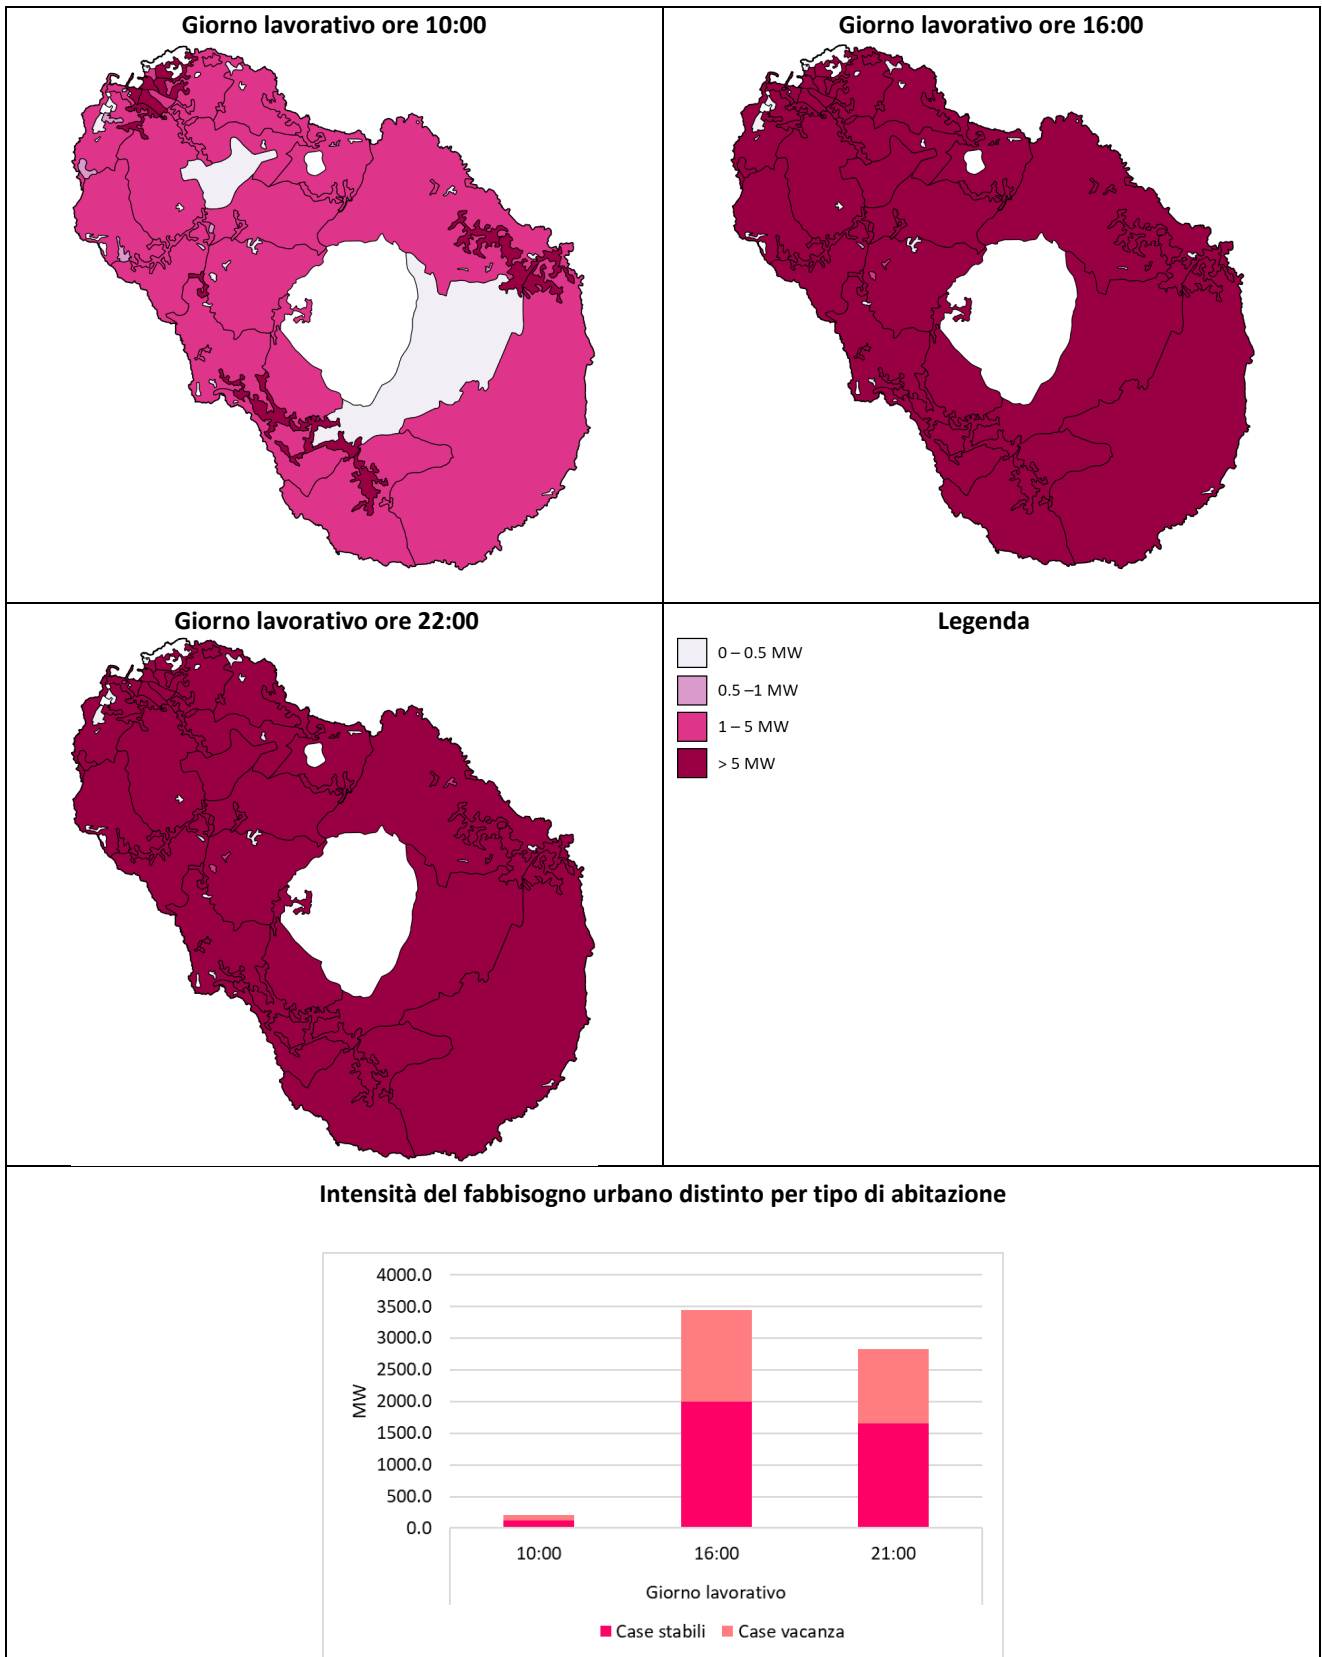 Giorno lavorativo ore 10:00
Giorno lavorativo ore 16:00
Giorno lavorativo ore 22:00
Legenda
0 – 0.5 MW
0.5 –1 MW
1 – 5 MW
> 5 MW
Intensità del fabbisogno urbano distinto per tipo di abitazione
4000.0
3500.0
3000.0
2500.0
2000.0
1500.0
1000.0
500.0
0.0
MW
10:00
16:00
21:00
Giorno lavorativo
Case stabili
Case vacanza